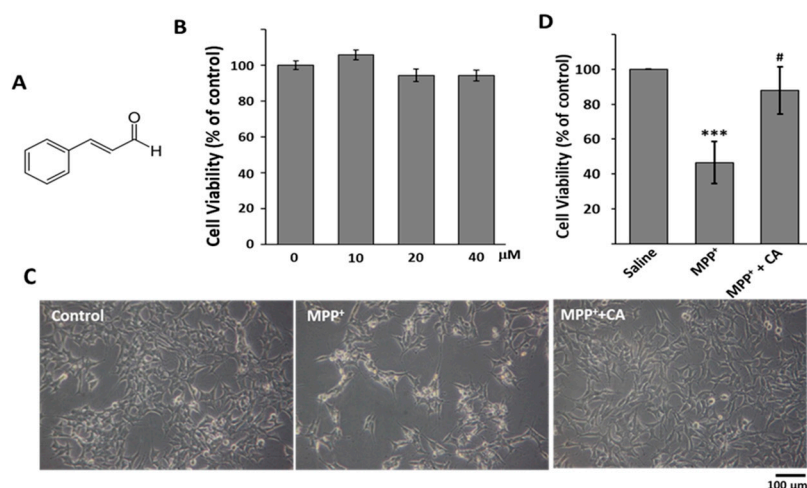 A
O
H
B
Cell Viability (% of control)
100
80
60
40
20
0
0 10 20 40 μM
D
Cell Viability (% of control)
100
80
60
40
20
***
#
Saline MPP⁺ MPP⁺ + CA
C
Control
MPP⁺
MPP⁺+CA
100 μm